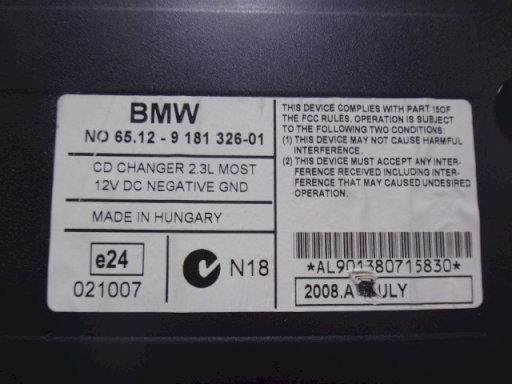 BMW
NO 65.12 - 9 181 326-01
CD CHANGER 2.3L MOST
12V DC NEGATIVE GND
MADE IN HUNGARY
e24
021007
N18
THIS DEVICE COMPLIES WITH PART 15OF
THE FCC RULES. OPERATION IS SUBJECT
TO THE FOLLOWING TWO CONDITIONS:
(1) THIS DEVICE MAY NOT CAUSE HARMFUL
INTERFERENCE.
(2) THIS DEVICE MUST ACCEPT ANY INTER-
FERENCE RECEIVED INCLUDING INTER-
FERENCE THAT MAY CAUSED UNDESIRED
OPERATION.
*AL901380715830*
2008.A ULY